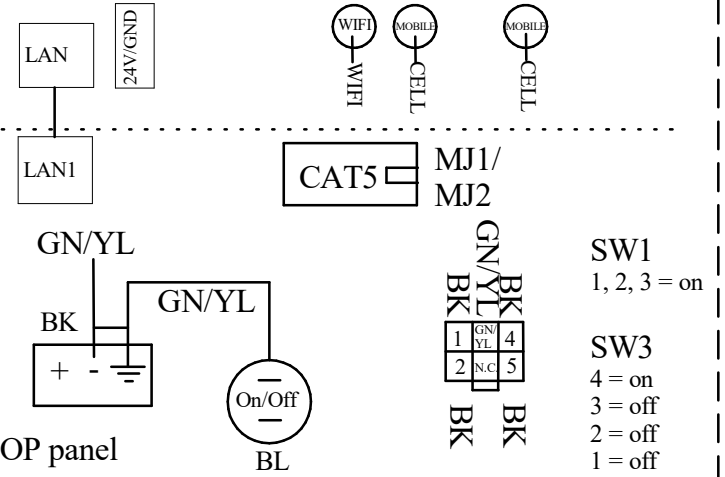 LAN
24V/GND
WIFI
MOBILE
MOBILE
WIFI
CELL
CELL
LAN1
CAT5
MJ1/
MJ2
GN/YL
GN/YL
BK
+ -
On/Off
BL
OP panel
BK
GN/YL
BK
1
GN/
YL
4
2
N.C.
5
BK
BK
SW1
1, 2, 3 = on
SW3
4 = on
3 = off
2 = off
1 = off